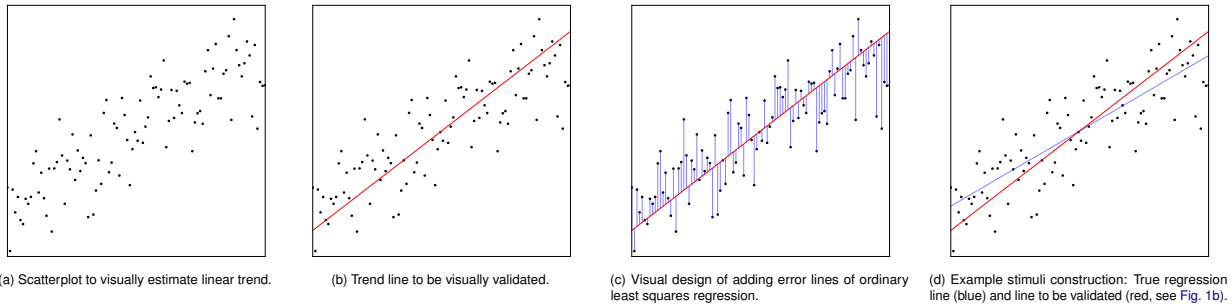 (a) Scatterplot to visually estimate linear trend.
(b) Trend line to be visually validated.
(c) Visual design of adding error lines of ordinary
least squares regression.
(d) Example stimuli construction: True regression
line (blue) and line to be validated (red, see Fig. 1b).